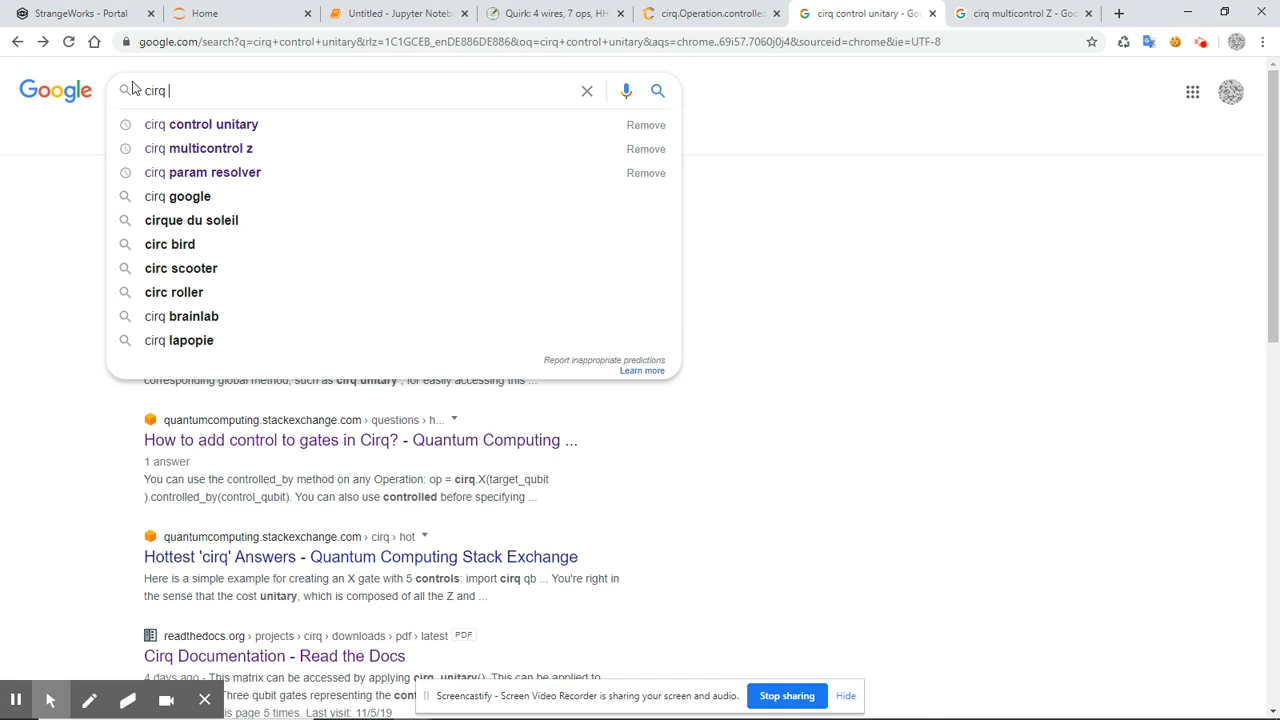 StrangeWorks - Dashboard
Home
Untitled - Jupyter Noteb
Quirk: 4 wires, 7 ops, HH
cirq.Operation.controlled
cirq control unitary - Goo
cirq multicontrol Z - Goo
google.com/search?q=cirq+control+unitary&rlz=1C1GCEB_enDE886DE886&oq=cirq+control+unitary&aqs=chrome..69i57.7060j0j4&sourceid=chrome&ie=UTF-8
Google
cirq
cirq control unitary Remove
cirq multicontrol z Remove
cirq param resolver Remove
cirq google
cirque du soleil
circ bird
circ scooter
circ roller
cirq brainlab
cirq lapopie
Report inappropriate predictions
Learn more
corresponding global method, such as cirq.unitary , for easily accessing this ...
quantumcomputing.stackexchange.com › questions › h...
How to add control to gates in Cirq? - Quantum Computing ...
1 answer
You can use the controlled_by method on any Operation: op = cirq.X(target_qubit
).controlled_by(control_qubit). You can also use controlled before specifying ...
quantumcomputing.stackexchange.com › cirq › hot
Hottest 'cirq' Answers - Quantum Computing Stack Exchange
Here is a simple example for creating an X gate with 5 controls: import cirq qb ... You're right in
the sense that the cost unitary, which is composed of all the Z and ...
readthedocs.org › projects › cirq › downloads › pdf › latest PDF
Cirq Documentation - Read the Docs
4 days ago - This matrix can be accessed by applying cirq. unitary(). This can be applied to
Three qubit gates representing the
is page 5 times. Last visit: 11/5/19
Screencastify - Screen Video Recorder is sharing your screen and audio.
Stop sharing
Hide